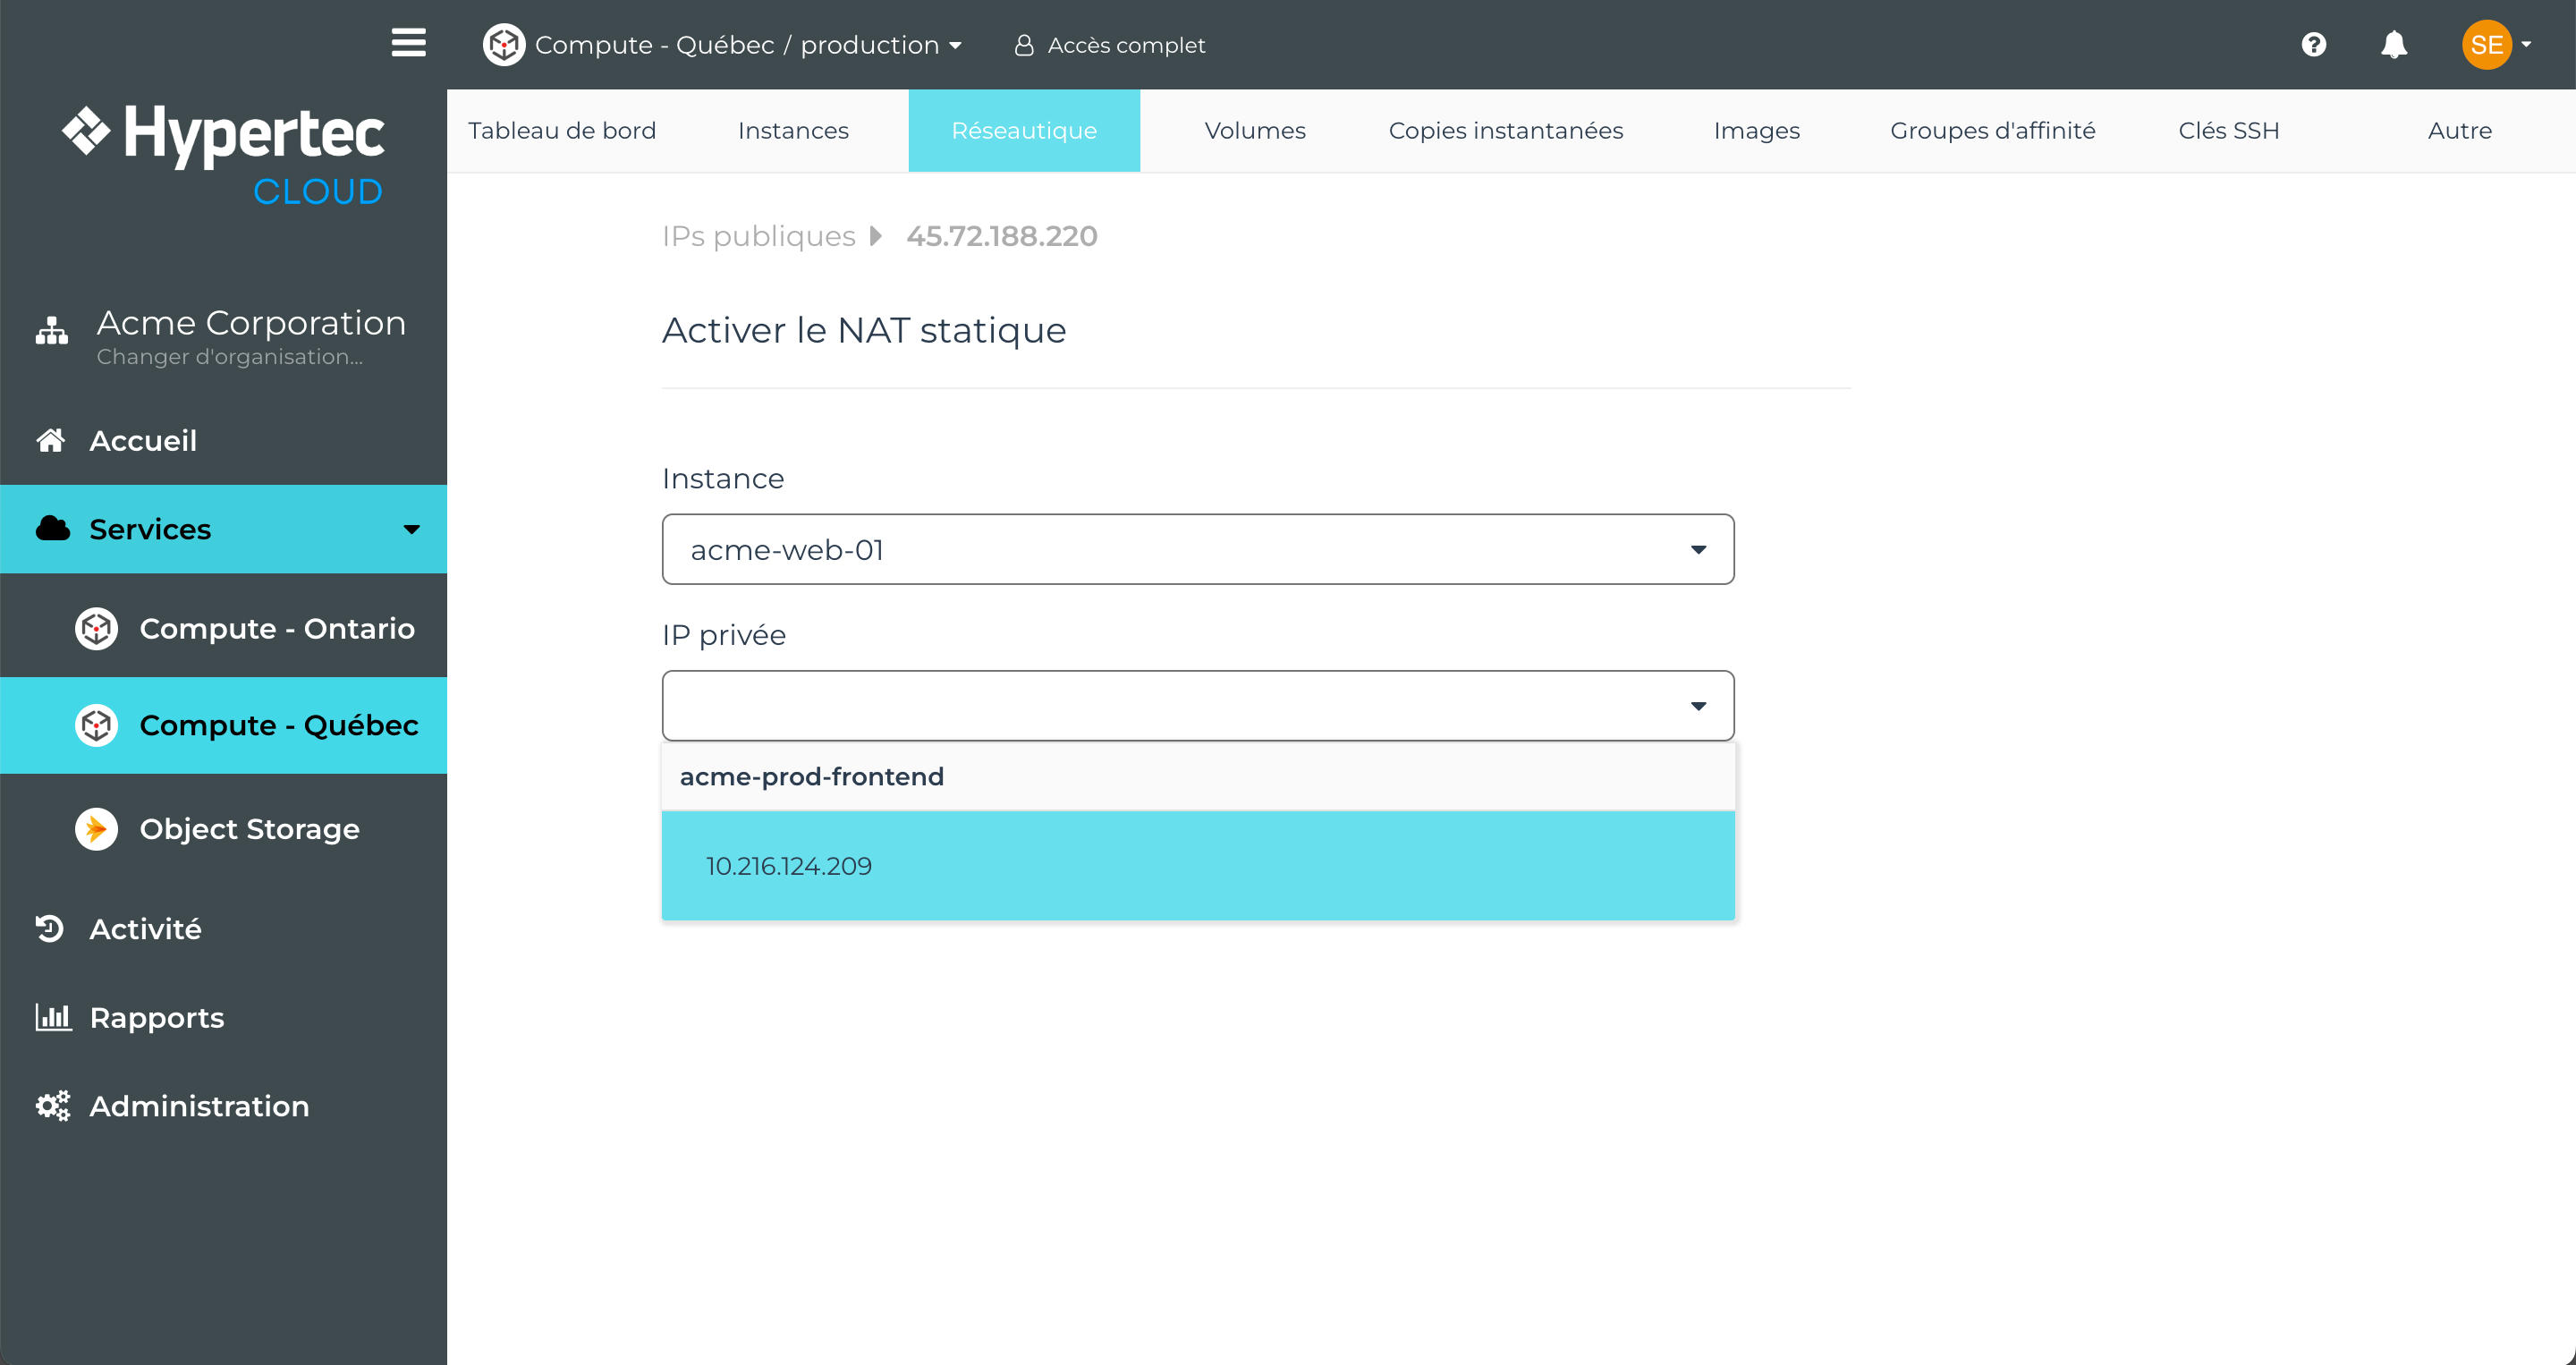 Compute - Québec / production
Accès complet
SE
Hypertec
CLOUD
Acme Corporation
Changer d'organisation...
Accueil
Services
Compute - Ontario
Compute - Québec
Object Storage
Activité
Rapports
Administration
Tableau de bord
Instances
Réseautique
Volumes
Copies instantanées
Images
Groupes d'affinité
Clés SSH
Autre
IPs publiques 45.72.188.220
Activer le NAT statique
Instance
acme-web-01
IP privée
acme-prod-frontend
10.216.124.209